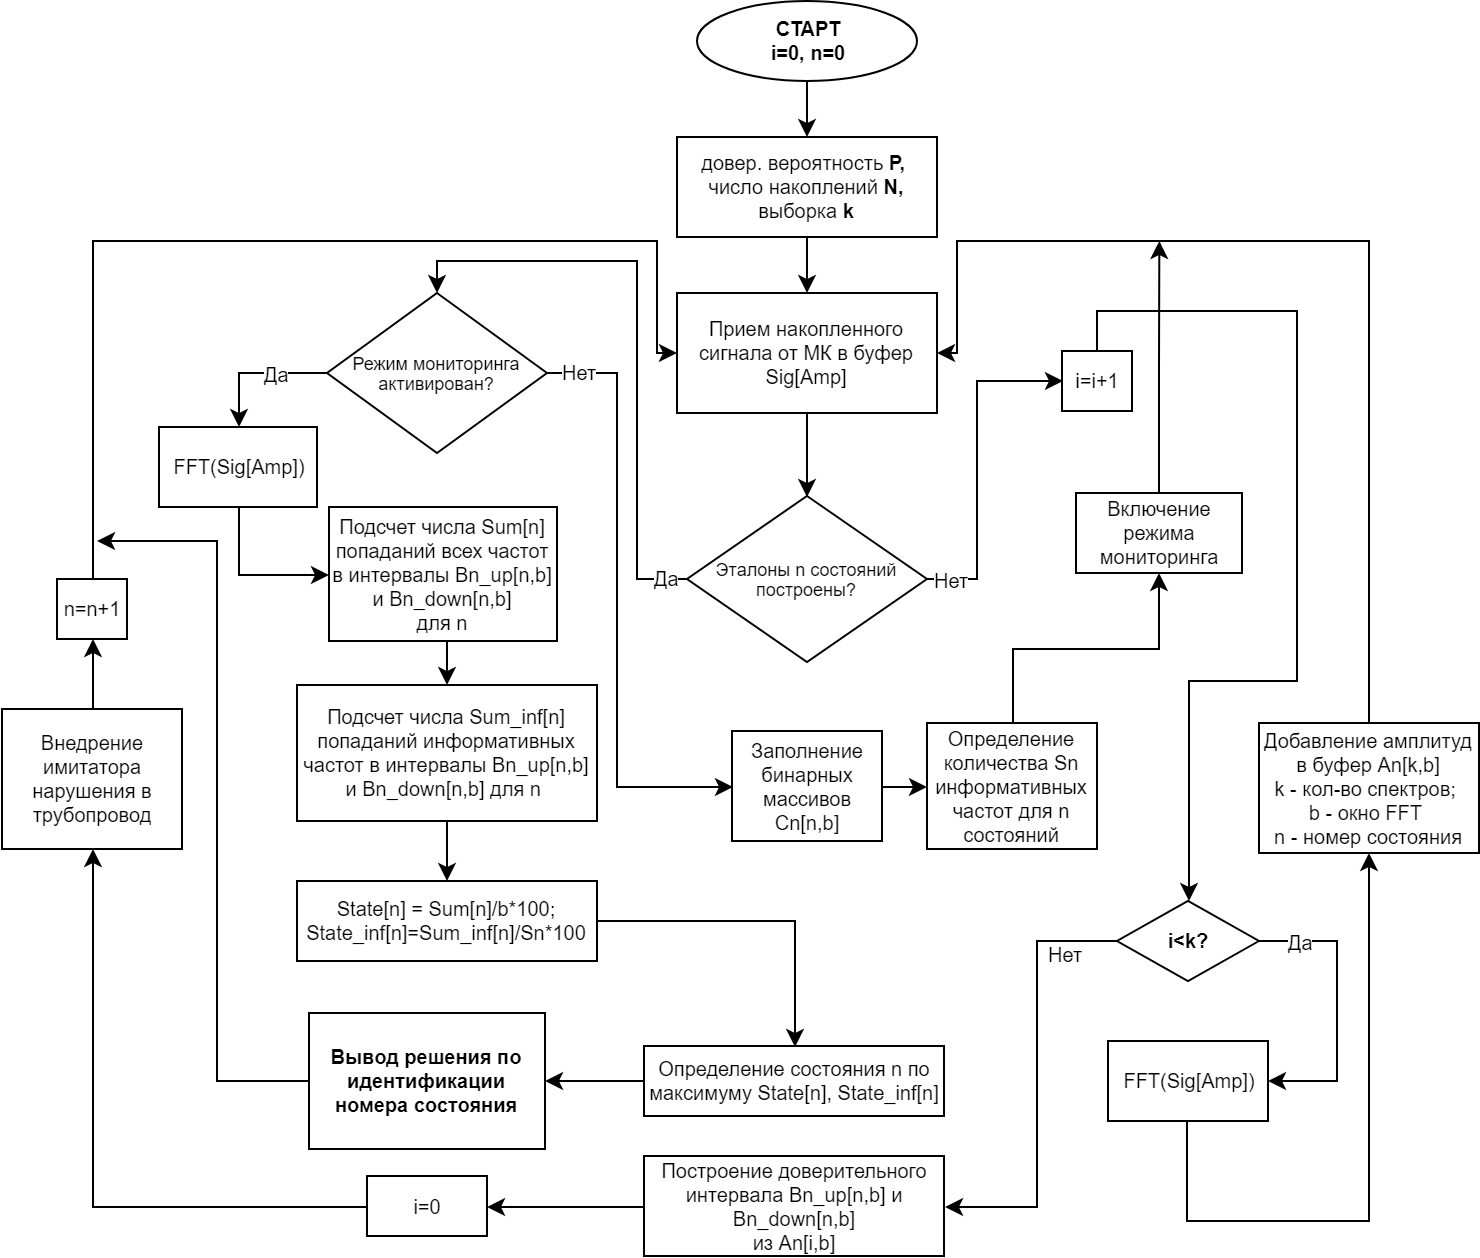 СТАРТ
i=0, n=0
довер. вероятность P,
число накоплений N,
выборка k
Прием накопленного
сигнала от МК в буфер
Sig[Amp]
Режим мониторинга
активирован?
Да
Нет
i=i+1
FFT(Sig[Amp])
Включение
режима
мониторинга
Подсчет числа Sum[n]
попаданий всех частот
в интервалы Bn_up[n,b]
и Bn_down[n,b]
для n
Эталоны n состояний
построены?
Да
Нет
n=n+1
Подсчет числа Sum_inf[n]
попаданий информативных
частот в интервалы Bn_up[n,b]
и Bn_down[n,b] для n
Внедрение
имитатора
нарушения в
трубопровод
Заполнение
бинарных
массивов
Cn[n,b]
Определение
количества Sn
информативных
частот для n
состояний
Добавление амплитуд
в буфер An[k,b]
k - кол-во спектров;
b - окно FFT
n - номер состояния
State[n] = Sum[n]/b*100;
State_inf[n]=Sum_inf[n]/Sn*100
i<k?
Нет
Да
FFT(Sig[Amp])
Определение состояния n по
максимуму State[n], State_inf[n]
Вывод решения по
идентификации
номера состояния
Построение доверительного
интервала Bn_up[n,b] и
Bn_down[n,b]
из An[i,b]
i=0